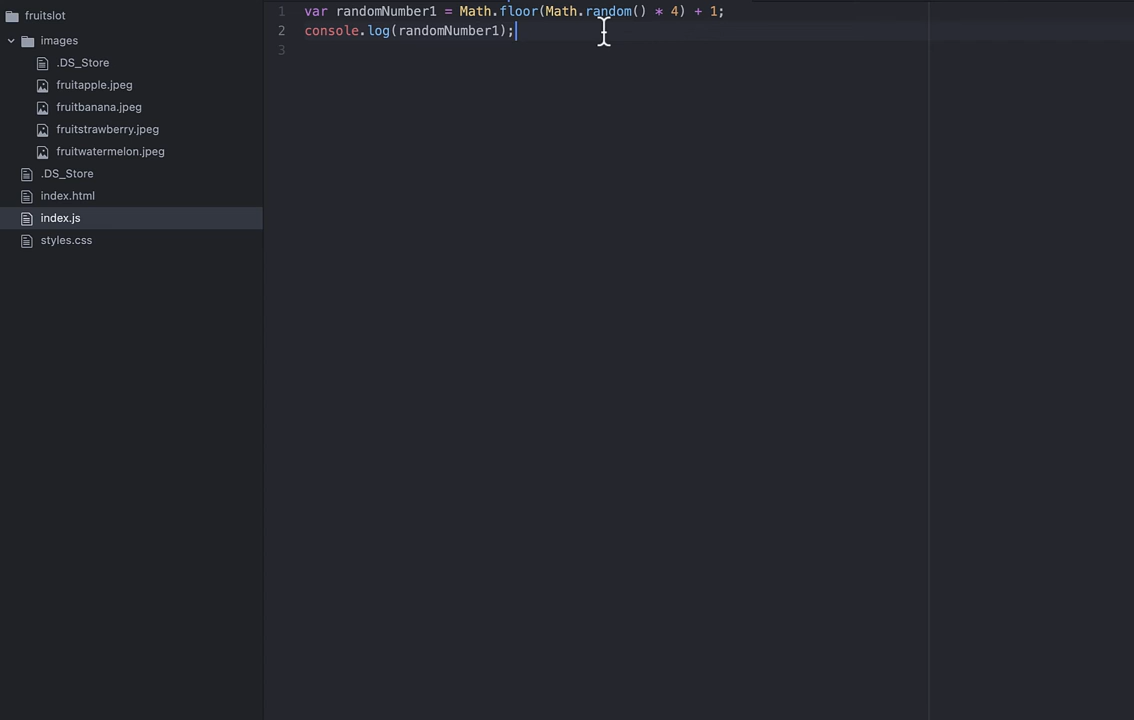 fruitslot
images
.DS_Store
fruitapple.jpeg
fruitbanana.jpeg
fruitstrawberry.jpeg
fruitwatermelon.jpeg
.DS_Store
index.html
index.js
styles.css
1 var randomNumber1 = Math.floor(Math.random() * 4) + 1;
2 console.log(randomNumber1);
3